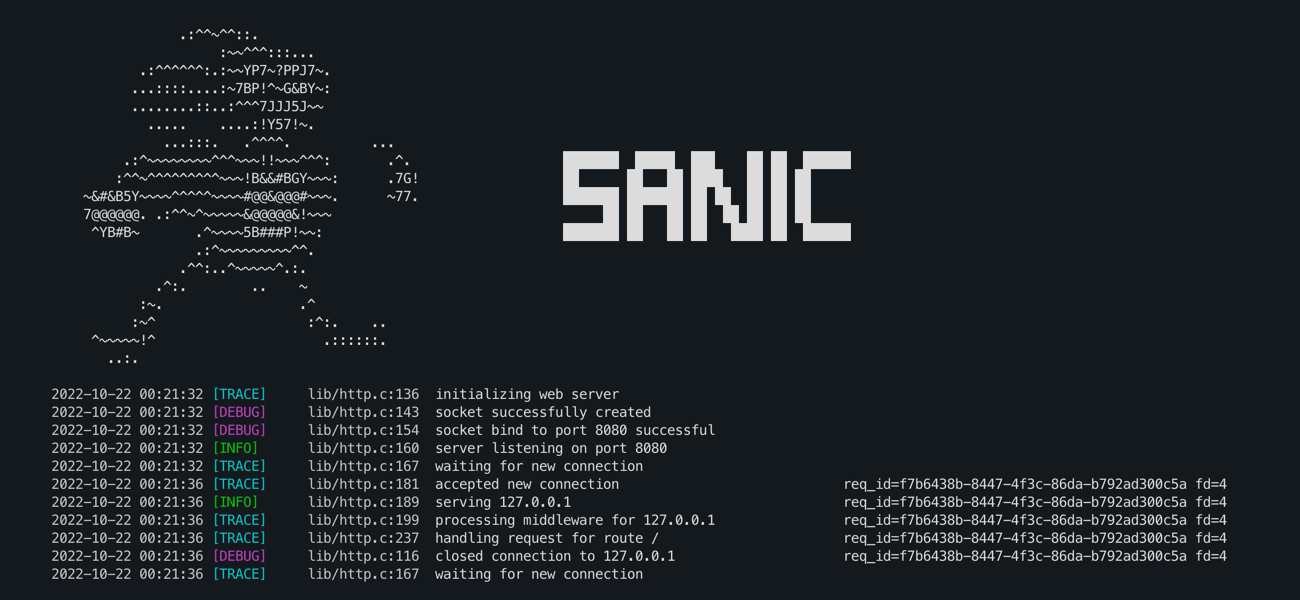 SANIC
2022-10-22 00:21:32 [TRACE] lib/http.c:136 initializing web server
2022-10-22 00:21:32 [DEBUG] lib/http.c:143 socket successfully created
2022-10-22 00:21:32 [DEBUG] lib/http.c:154 socket bind to port 8080 successful
2022-10-22 00:21:32 [INFO] lib/http.c:160 server listening on port 8080
2022-10-22 00:21:32 [TRACE] lib/http.c:167 waiting for new connection
2022-10-22 00:21:36 [TRACE] lib/http.c:181 accepted new connection req_id=f7b6438b-8447-4f3c-86da-b792ad300c5a fd=4
2022-10-22 00:21:36 [INFO] lib/http.c:189 serving 127.0.0.1 req_id=f7b6438b-8447-4f3c-86da-b792ad300c5a fd=4
2022-10-22 00:21:36 [TRACE] lib/http.c:199 processing middleware for 127.0.0.1 req_id=f7b6438b-8447-4f3c-86da-b792ad300c5a fd=4
2022-10-22 00:21:36 [TRACE] lib/http.c:237 handling request for route / req_id=f7b6438b-8447-4f3c-86da-b792ad300c5a fd=4
2022-10-22 00:21:36 [DEBUG] lib/http.c:116 closed connection to 127.0.0.1 req_id=f7b6438b-8447-4f3c-86da-b792ad300c5a fd=4
2022-10-22 00:21:36 [TRACE] lib/http.c:167 waiting for new connection